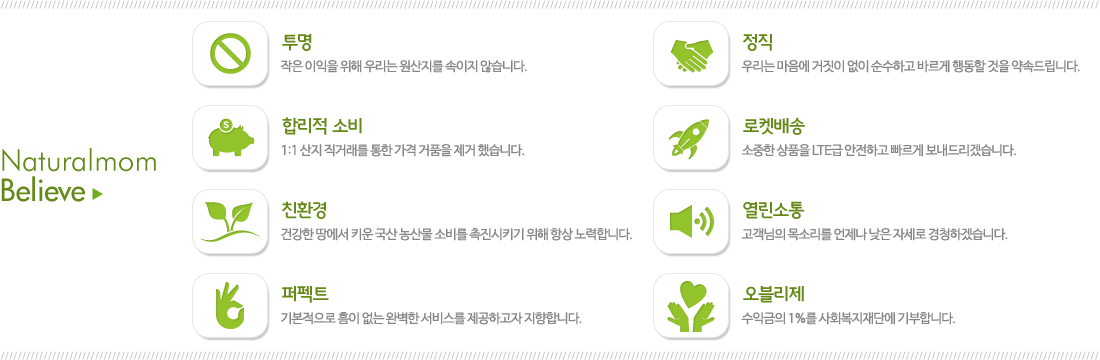 Naturalmom
Believe
투명
작은 이익을 위해 우리는 원산지를 속이지 않습니다.
합리적 소비
1:1 산지 직거래를 통한 가격 거품을 제거 했습니다.
친환경
건강한 땅에서 키운 국산 농산물 소비를 촉진시키기 위해 항상 노력합니다.
퍼펙트
기본적으로 흠이 없는 완벽한 서비스를 제공하고자 지향합니다.
정직
우리는 마음에 거짓이 없이 순수하고 바르게 행동할 것을 약속드립니다.
로켓배송
소중한 상품을 LTE급 안전하고 빠르게 보내드리겠습니다.
열린소통
고객님의 목소리를 언제나 낮은 자세로 경청하겠습니다.
오블리제
수익금의 1%를 사회복지재단에 기부합니다.